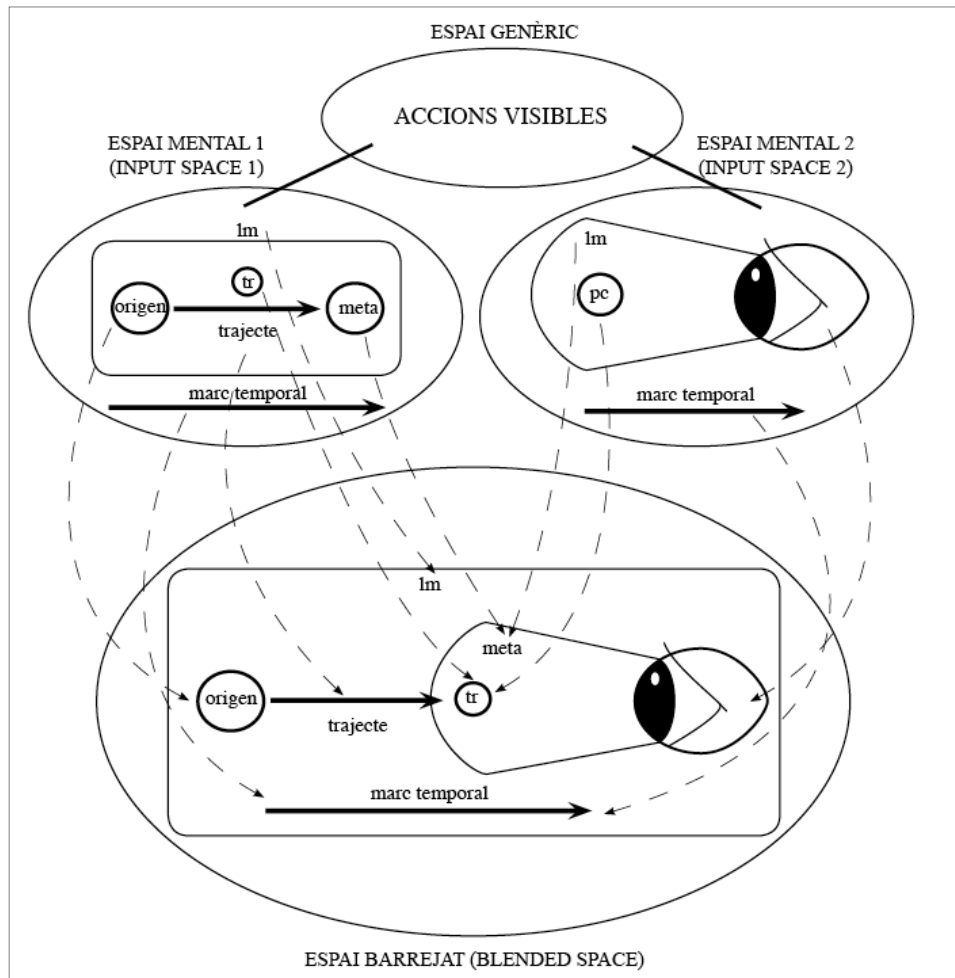 ESPAI GENÈRIC
ACCIONS VISIBLES
ESPAI MENTAL 1
(INPUT SPACE 1)
ESPAI MENTAL 2
(INPUT SPACE 2)
lm
tr
origen
meta
trajecte
marc temporal
lm
pc
marc temporal
lm
meta
origen
tr
trajecte
marc temporal
ESPAI BARREJAT (BLENDED SPACE)